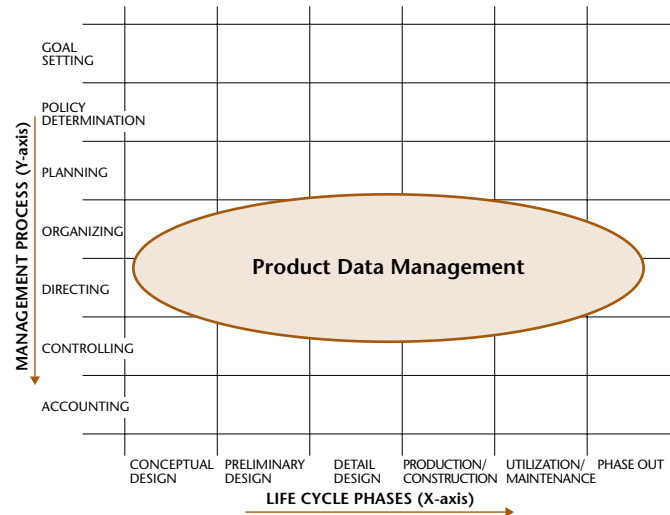 GOAL
SETTING
POLICY
DETERMINATION
PLANNING
ORGANIZING
DIRECTING
CONTROLLING
ACCOUNTING
MANAGEMENT PROCESS (Y-axis)
Product Data Management
CONCEPTUAL
DESIGN
PRELIMINARY
DESIGN
DETAIL
DESIGN
PRODUCTION/
CONSTRUCTION
UTILIZATION/
MAINTENANCE
PHASE OUT
LIFE CYCLE PHASES (X-axis)